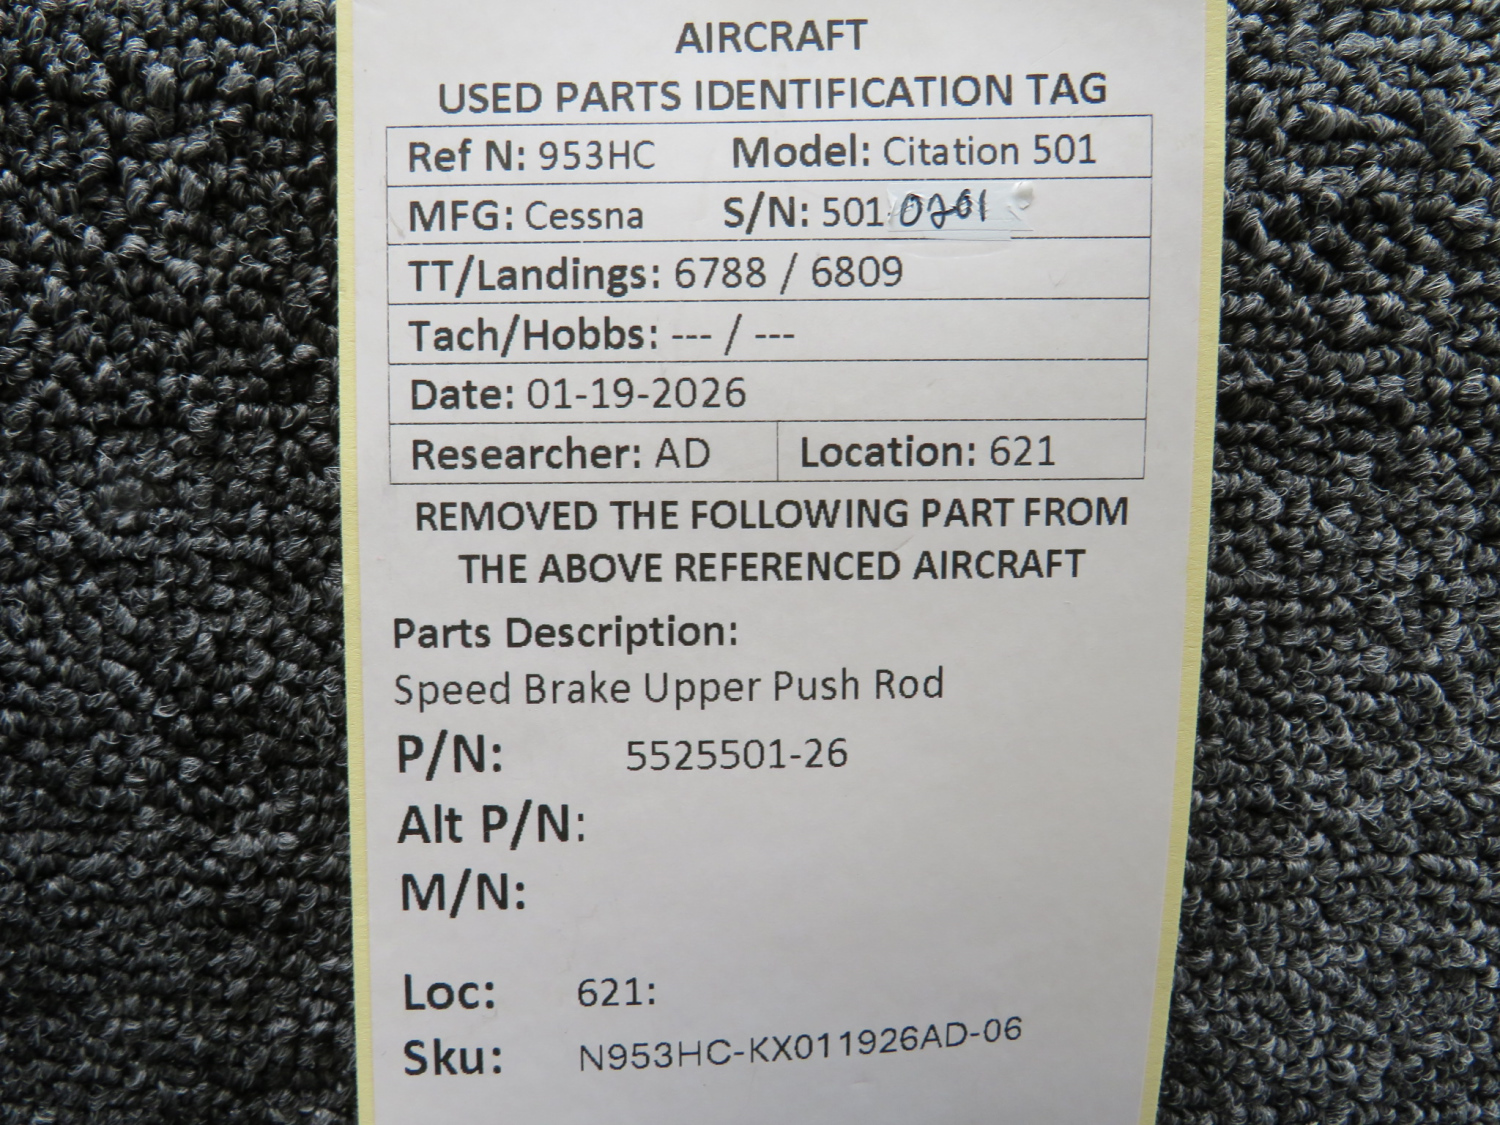 AIRCRAFT
USED PARTS IDENTIFICATION TAG
Ref N: 953HC Model: Citation 501
MFG: Cessna S/N: 501 0201
TT/Landings: 6788 / 6809
Tach/Hobbs: --- / ---
Date: 01-19-2026
Researcher: AD Location: 621
REMOVED THE FOLLOWING PART FROM
THE ABOVE REFERENCED AIRCRAFT
Parts Description:
Speed Brake Upper Push Rod
P/N: 5525501-26
Alt P/N:
M/N:
Loc: 621:
Sku: N953HC-KX011926AD-06